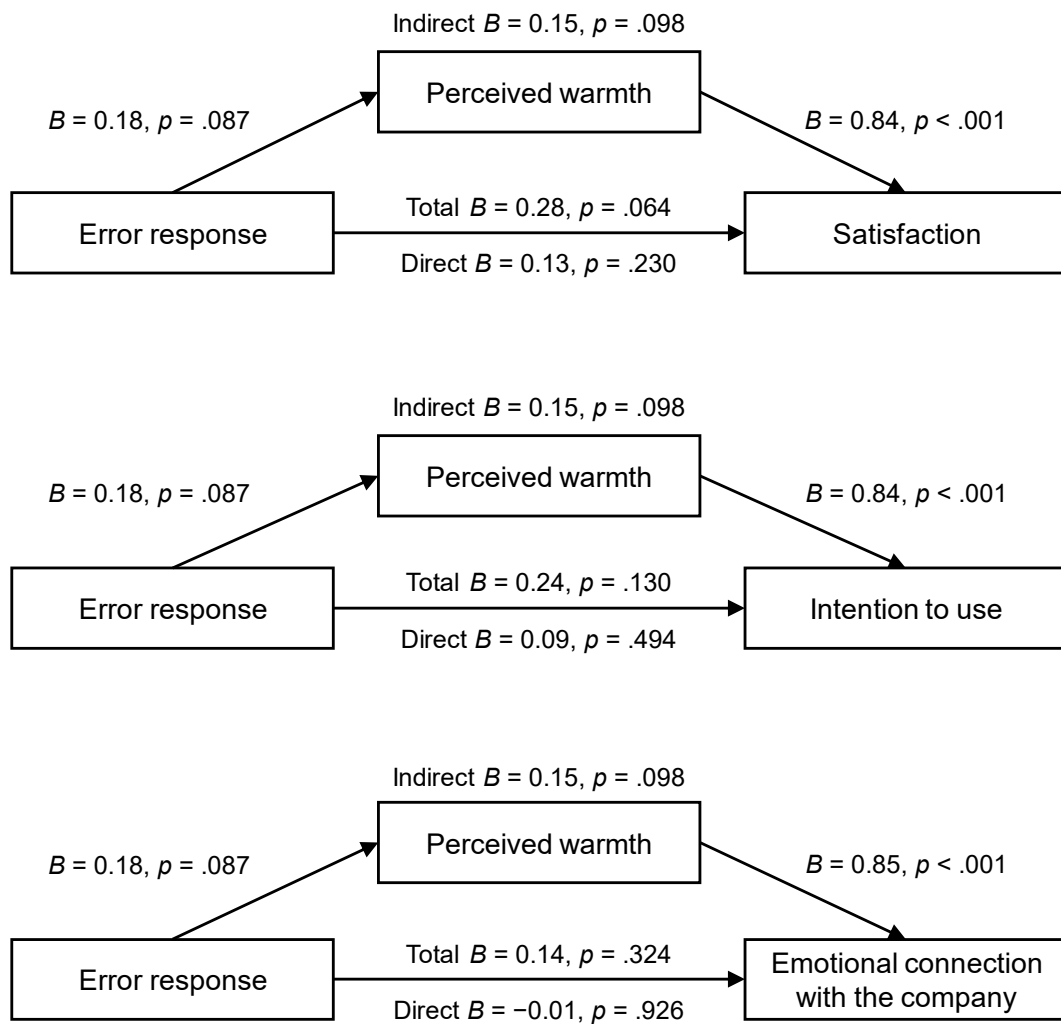 Indirect B = 0.15, p = .098
Perceived warmth
B = 0.18, p = .087
B = 0.84, p < .001
Error response
Total B = 0.28, p = .064
Direct B = 0.13, p = .230
Satisfaction
Indirect B = 0.15, p = .098
Perceived warmth
B = 0.18, p = .087
B = 0.84, p < .001
Error response
Total B = 0.24, p = .130
Direct B = 0.09, p = .494
Intention to use
Indirect B = 0.15, p = .098
Perceived warmth
B = 0.18, p = .087
B = 0.85, p < .001
Error response
Total B = 0.14, p = .324
Direct B = −0.01, p = .926
Emotional connection
with the company